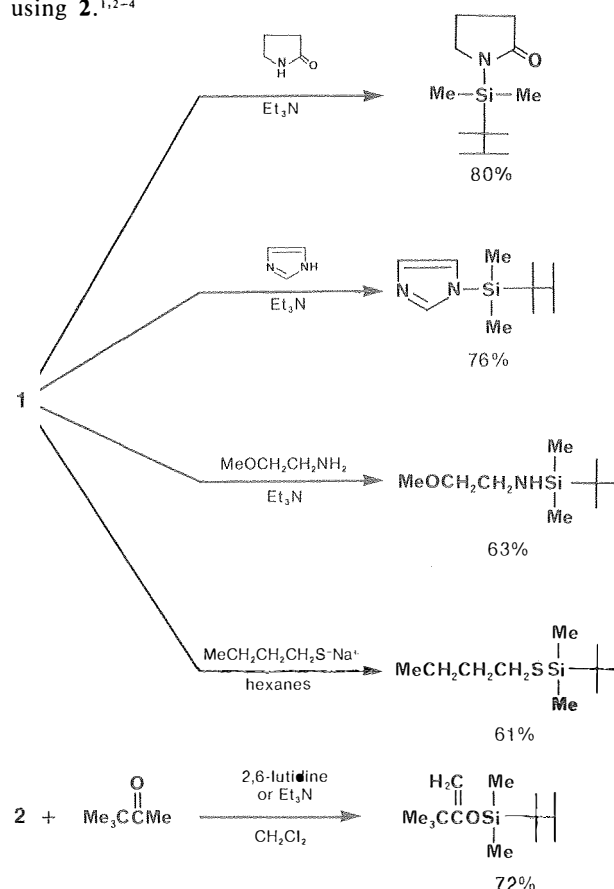 using 2.¹,²⁻⁴
N
H
O
Et₃N
N
O
Me–Si–Me
80%
N
NH
Et₃N
N
N
Me
Si
Me
76%
1
MeOCH₂CH₂NH₂
Et₃N
Me
MeOCH₂CH₂NHSi
Me
63%
MeCH₂CH₂CH₂S⁻Na⁺
hexanes
Me
MeCH₂CH₂CH₂SSi
Me
61%
2 + Me₃CCMe
O
2,6-lutidine
or Et₃N
CH₂Cl₂
H₂C
Me
Me₃CCOSi
Me
72%